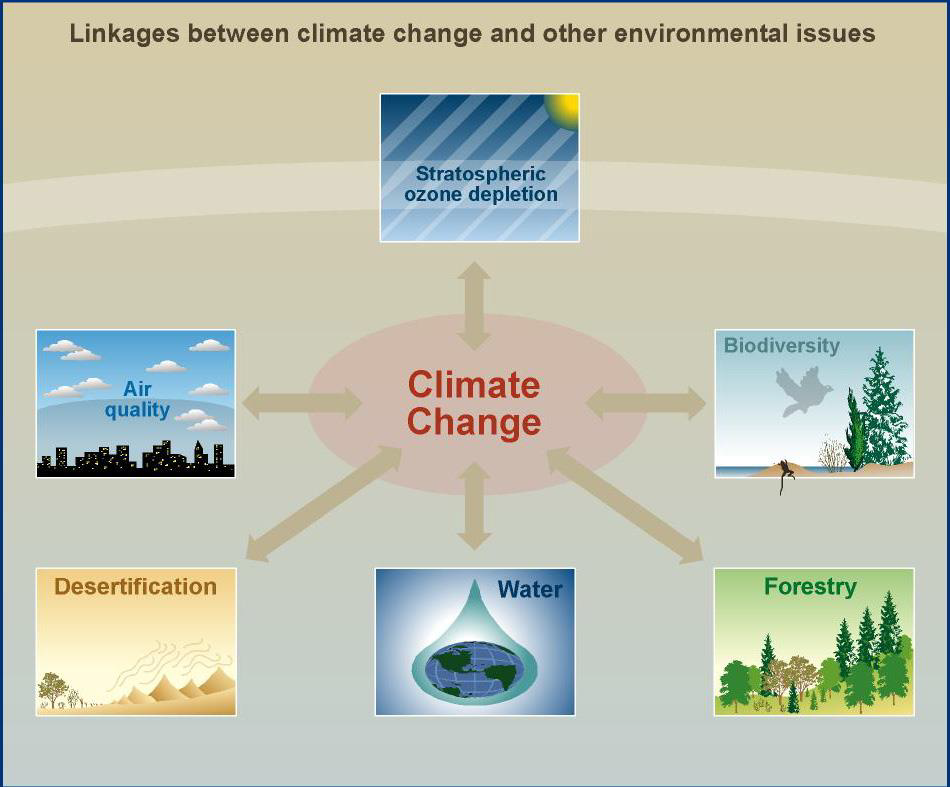 Linkages between climate change and other environmental issues
Stratospheric
ozone depletion
Air
quality
Climate
Change
Biodiversity
Desertification
Water
Forestry